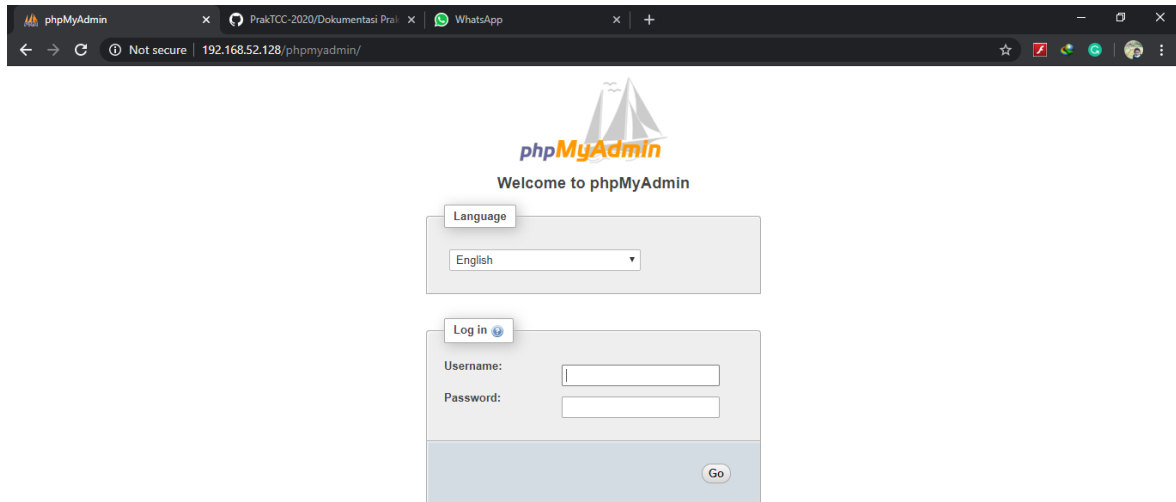 phpMyAdmin
PrakTCC-2020/Dokumentasi Prak
WhatsApp
Not secure
192.168.52.128/phpmyadmin/
phpMyAdmin
Welcome to phpMyAdmin
Language
English
Log in
Username:
Password:
Go